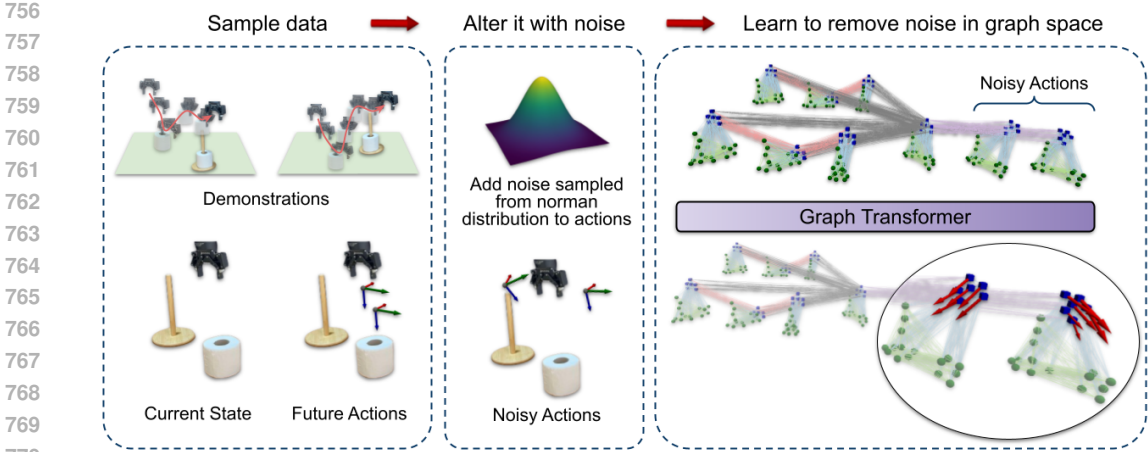 756
757
758
759
760
761
762
763
764
765
766
767
768
769
Sample data
Alter it with noise
Learn to remove noise in graph space
Demonstrations
Current State
Future Actions
Add noise sampled
from norman
distribution to actions
Noisy Actions
Noisy Actions
Graph Transformer